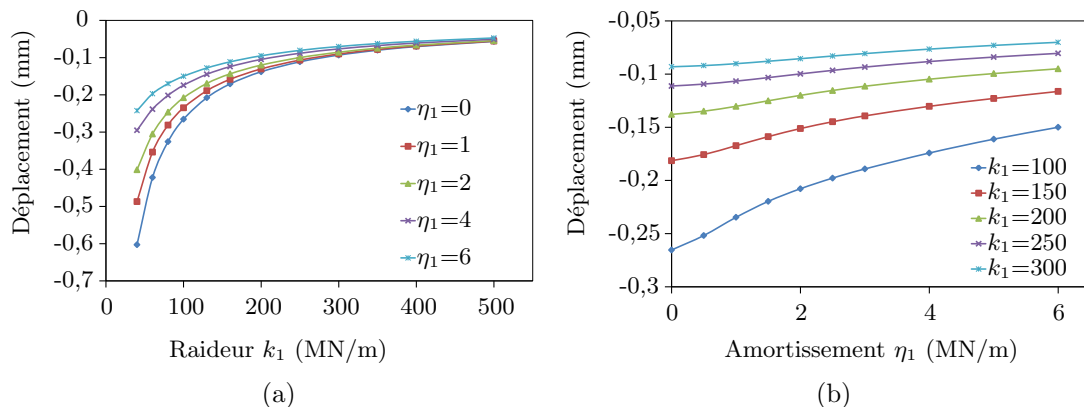 0
-0,1
-0,2
-0,3
-0,4
-0,5
-0,6
-0,7
Déplacement (mm)
0 100 200 300 400 500
Raideur k₁ (MN/m)
η₁=0
η₁=1
η₁=2
η₁=4
η₁=6
(a)
-0,05
-0,1
-0,15
-0,2
-0,25
-0,3
Déplacement (mm)
0 2 4 6
Amortissement η₁ (MN/m)
k₁=100
k₁=150
k₁=200
k₁=250
k₁=300
(b)